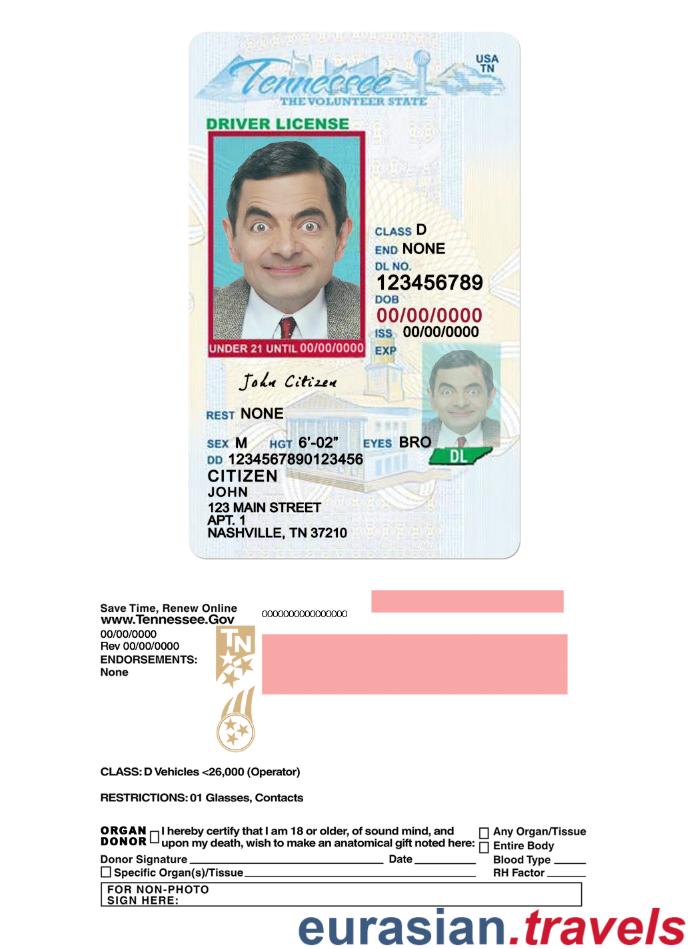 Tennessee
THE VOLUNTEER STATE
USA
TN
DRIVER LICENSE
CLASS D
END NONE
DL NO.
123456789
DOB
00/00/0000
ISS 00/00/0000
EXP
UNDER 21 UNTIL 00/00/0000
John Citizen
REST NONE
SEX M HGT 6'-02" EYES BRO
DD 1234567890123456
DL
CITIZEN
JOHN
123 MAIN STREET
APT. 1
NASHVILLE, TN 37210
Save Time, Renew Online
www.Tennessee.Gov
0000000000000000
00/00/0000
Rev 00/00/0000
ENDORSEMENTS:
None
TN
CLASS: D Vehicles <26,000 (Operator)
RESTRICTIONS: 01 Glasses, Contacts
ORGAN DONOR
I hereby certify that I am 18 or older, of sound mind, and
upon my death, wish to make an anatomical gift noted here:
Any Organ/Tissue
Entire Body
Donor Signature Date Blood Type
Specific Organ(s)/Tissue RH Factor
FOR NON-PHOTO
SIGN HERE:
eurasian.travels